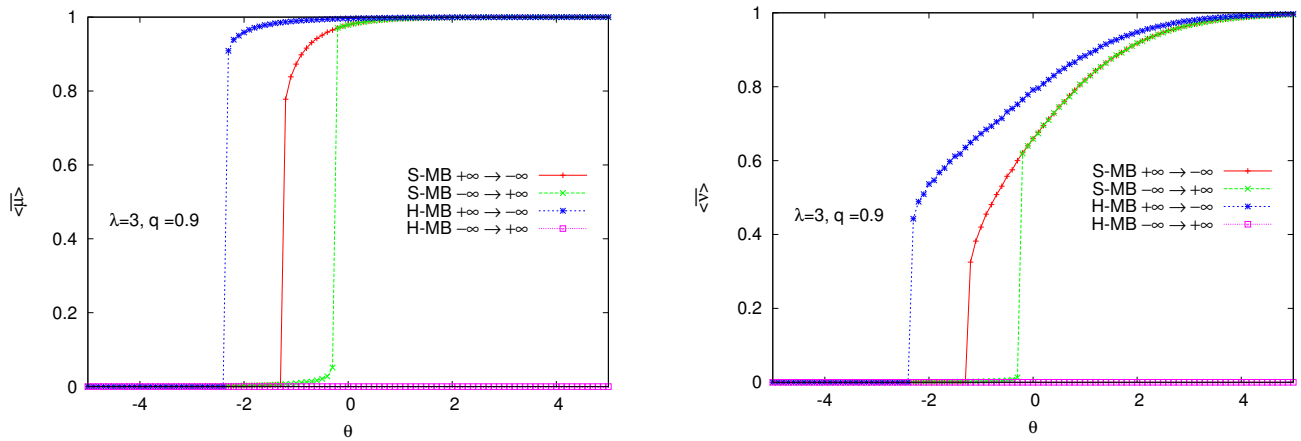 1
0.8
0.6
0.4
0.2
0
-4
-2
0
2
4
θ
<μ>
λ=3, q =0.9
S-MB +∞ → −∞
S-MB −∞ → +∞
H-MB +∞ → −∞
H-MB −∞ → +∞
1
0.8
0.6
0.4
0.2
0
-4
-2
0
2
4
θ
<ν>
λ=3, q =0.9
S-MB +∞ → −∞
S-MB −∞ → +∞
H-MB +∞ → −∞
H-MB −∞ → +∞